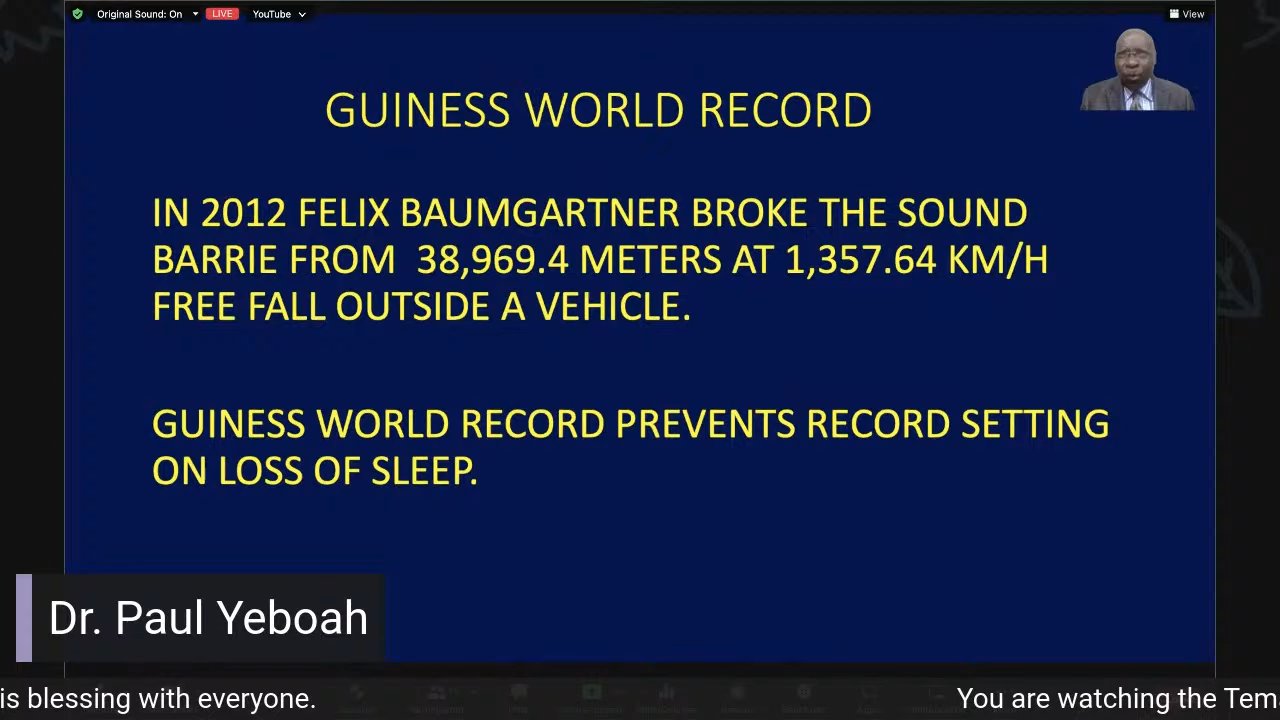 Original Sound: On LIVE YouTube View
GUINESS WORLD RECORD
IN 2012 FELIX BAUMGARTNER BROKE THE SOUND
BARRIE FROM 38,969.4 METERS AT 1,357.64 KM/H
FREE FALL OUTSIDE A VEHICLE.
GUINESS WORLD RECORD PREVENTS RECORD SETTING
ON LOSS OF SLEEP.
Dr. Paul Yeboah
is blessing with everyone. You are watching the Tem